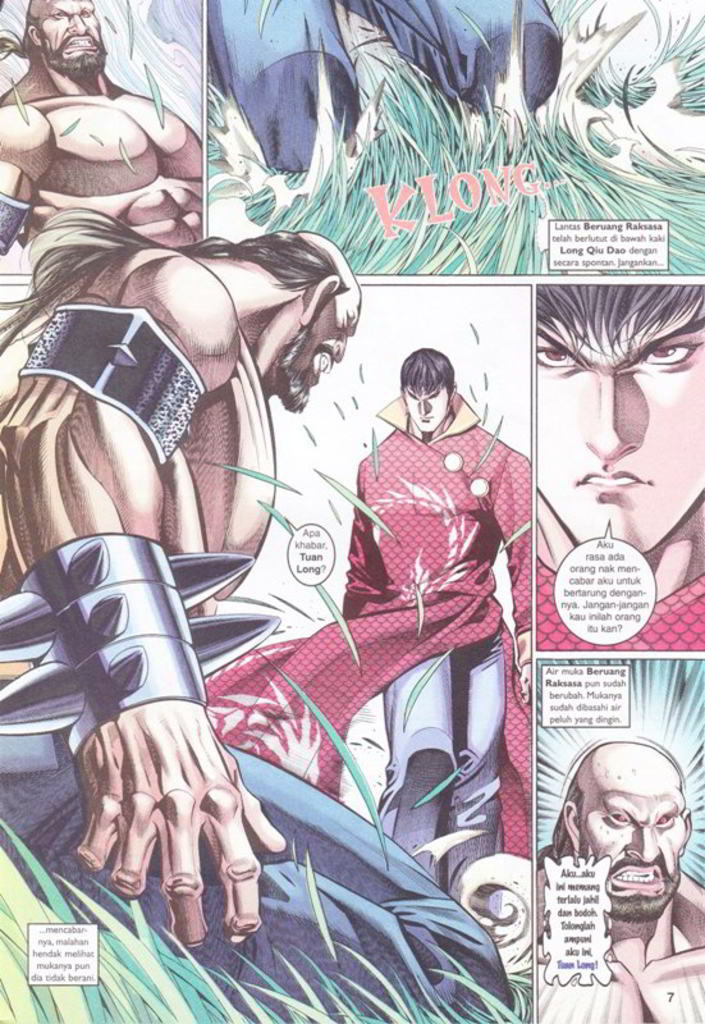 KLONG...
Lantas Beruang Raksasa
telah berlutut di bawah kaki
Long Qiu Dao dengan
secara spontan. Jangankan...
Apa
khabar,
Tuan
Long?
Aku
rasa ada
orang nak men-
cabar aku untuk
bertarung dengan-
nya. Jangan-jangan
kau inilah orang
itu kan?
...mencabar-
nya, malahan
hendak melihat
mukanya pun
dia tidak berani.
Air muka Beruang
Raksasa pun sudah
berubah. Mukanya
sudah dibasahi air
peluh yang dingin.
Aku...aku
ini memang
terlalu jahil
dan bodoh.
Tolonglah
ampuni
aku ini,
Tuan Long!
7